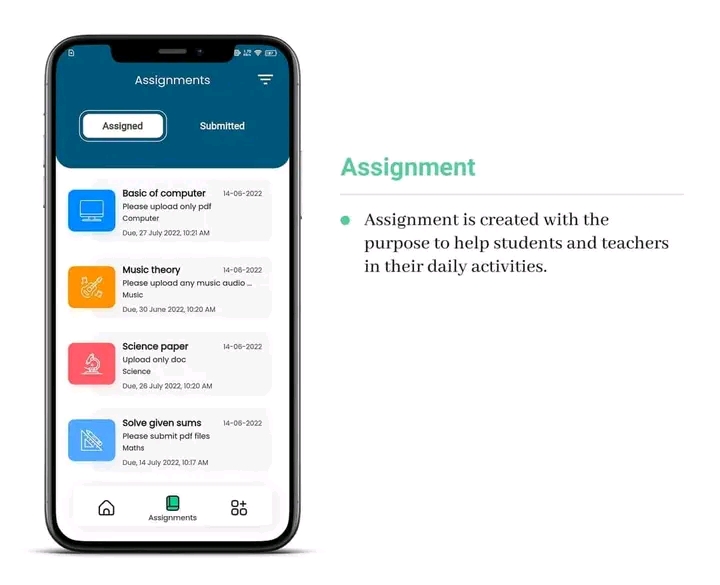 Assignments
Assigned
Submitted
Basic of computer
14-06-2022
Please upload only pdf
Computer
Due, 27 July 2022, 10:21 AM
Music theory
14-06-2022
Please upload any music audio ...
Music
Due, 30 June 2022, 10:20 AM
Science paper
14-06-2022
Upload only doc
Science
Due, 26 July 2022, 10:20 AM
Solve given sums
14-06-2022
Please submit pdf files
Maths
Due, 14 July 2022, 10:17 AM
Assignments
Assignment
Assignment is created with the
purpose to help students and teachers
in their daily activities.